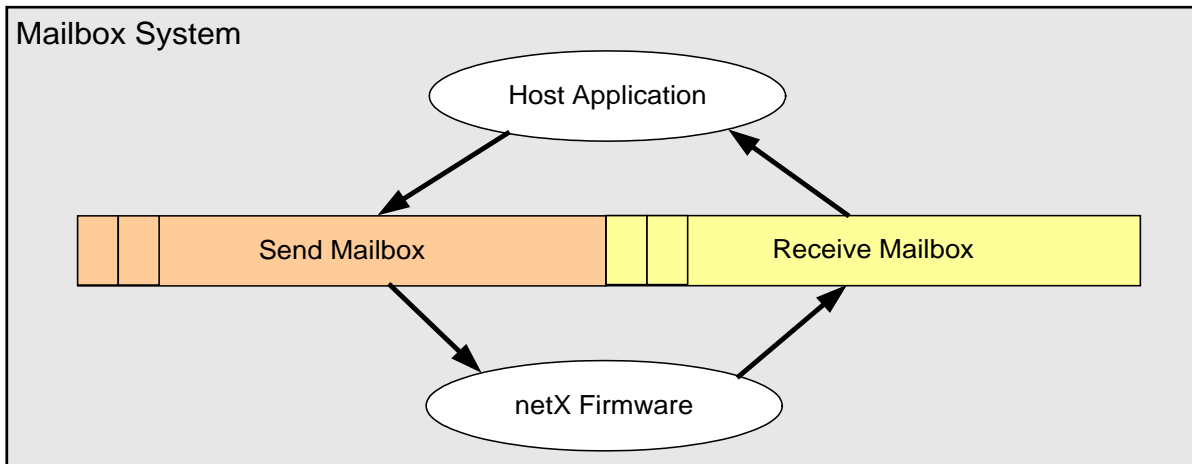 Mailbox System
Host Application
Send Mailbox
Receive Mailbox
netX Firmware